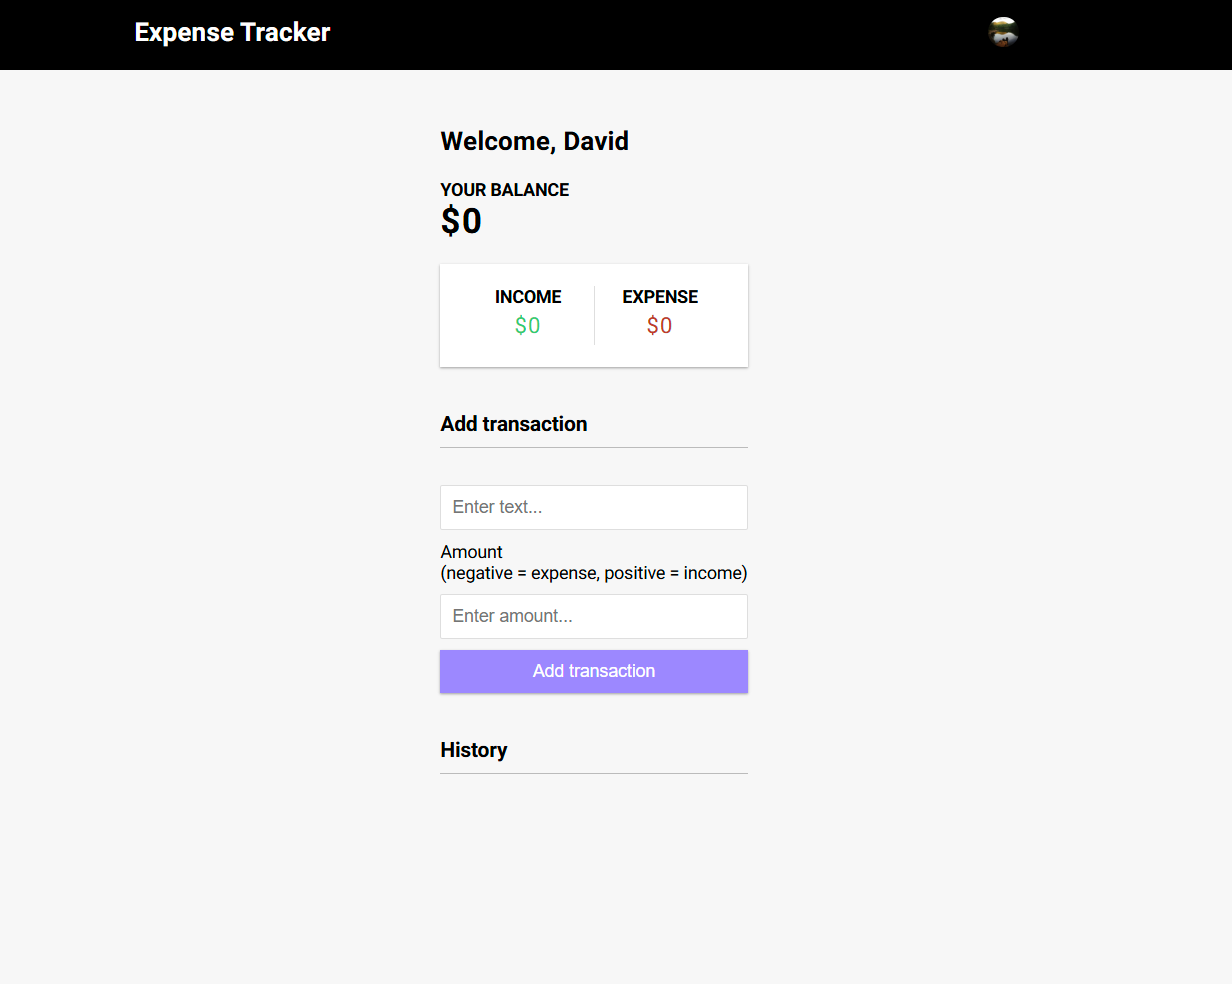 Expense Tracker
Welcome, David
YOUR BALANCE
$0
INCOME
EXPENSE
$0
$0
Add transaction
Enter text...
Amount
(negative = expense, positive = income)
Enter amount...
Add transaction
History